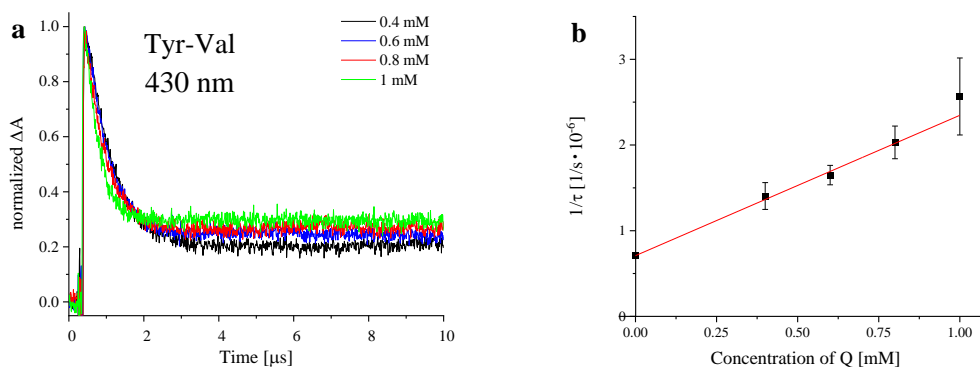 a
Tyr-Val
430 nm
0.4 mM
0.6 mM
0.8 mM
1 mM
1.0
0.8
0.6
0.4
0.2
0.0
normalized ΔA
0 2 4 6 8 10
Time [μs]
b
3
2
1
0
1/τ [1/s·10⁻⁶]
0.00 0.25 0.50 0.75 1.00
Concentration of Q [mM]